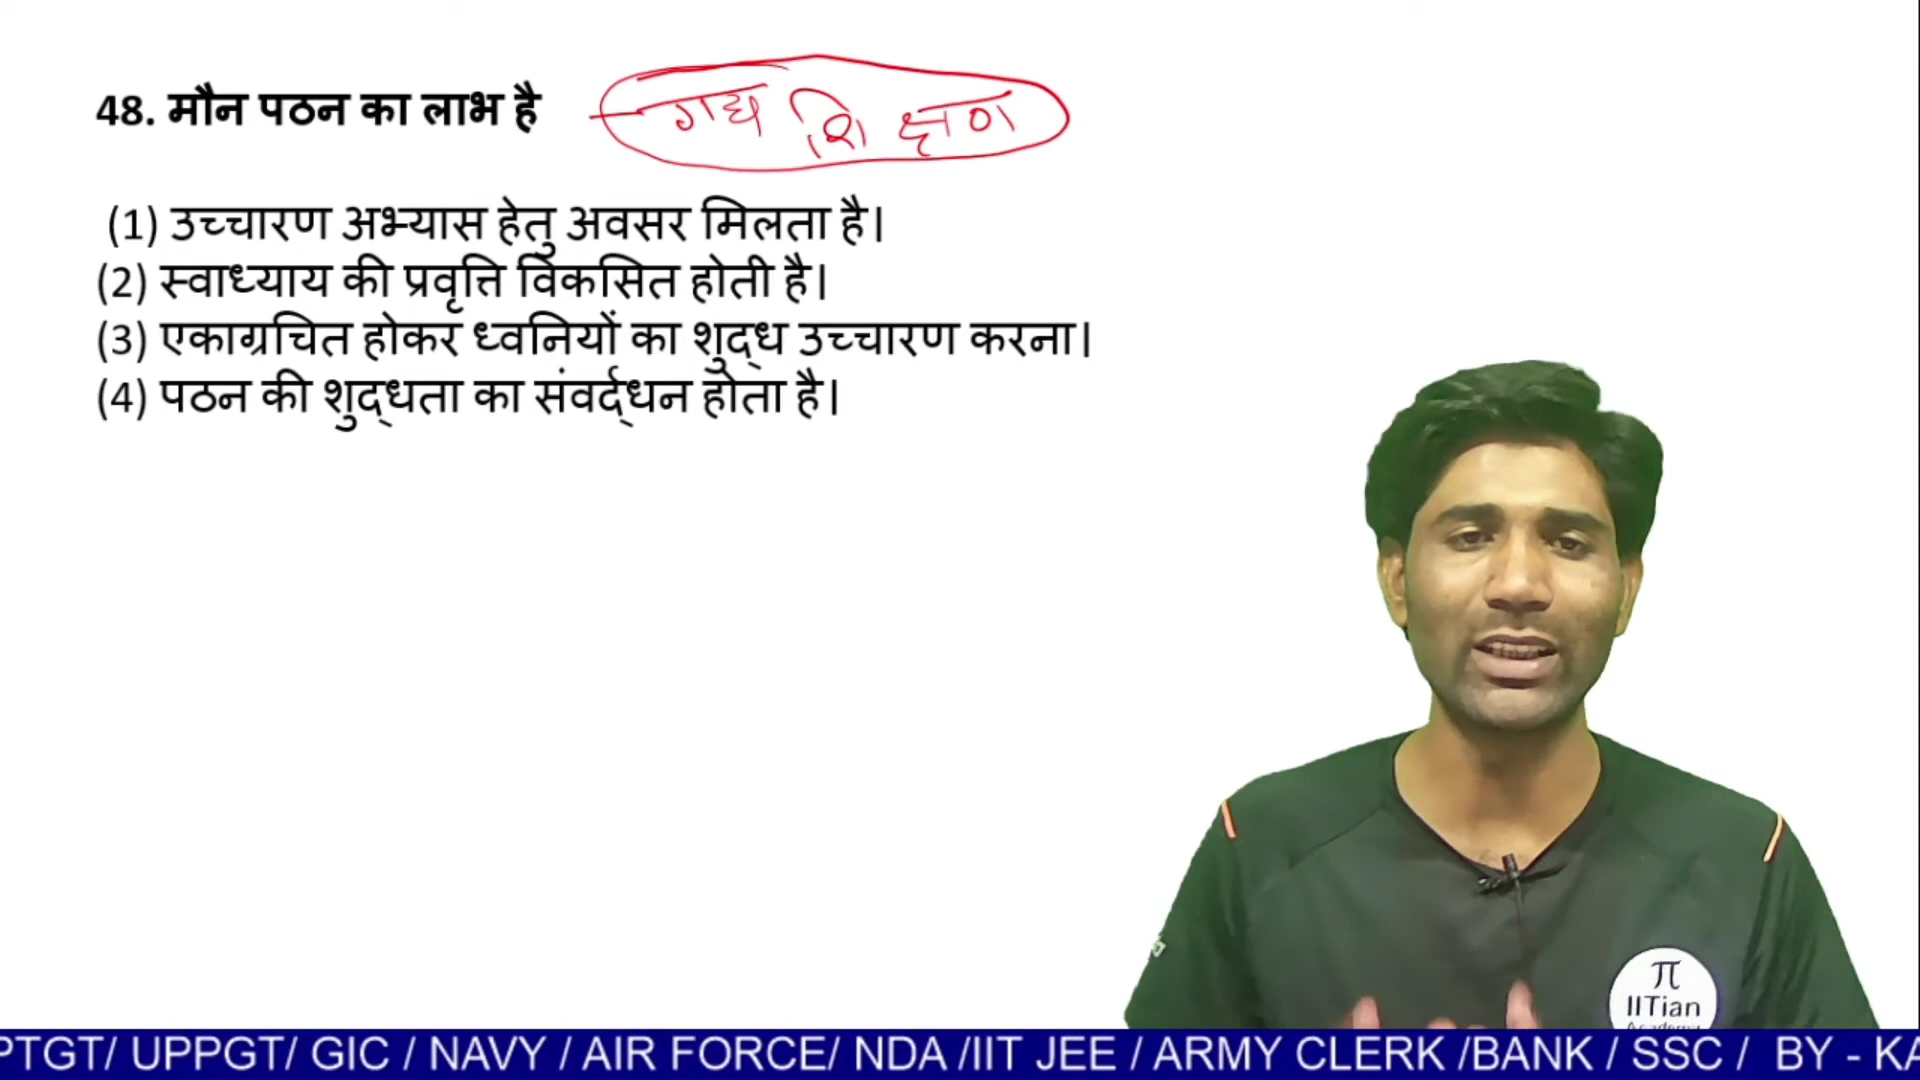 48. मौन पठन का लाभ है
गद्य शिक्षण
(1) उच्चारण अभ्यास हेतु अवसर मिलता है।
(2) स्वाध्याय की प्रवृत्ति विकसित होती है।
(3) एकाग्रचित होकर ध्वनियों का शुद्ध उच्चारण करना।
(4) पठन की शुद्धता का संवर्द्धन होता है।
π
IITian
Academy
PTGT/ UPPGT/ GIC / NAVY / AIR FORCE/ NDA /IIT JEE / ARMY CLERK /BANK / SSC / BY - KA